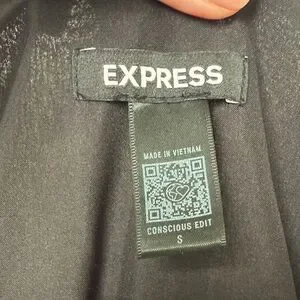 EXPRESS
MADE IN VIETNAM
CONSCIOUS EDIT
S